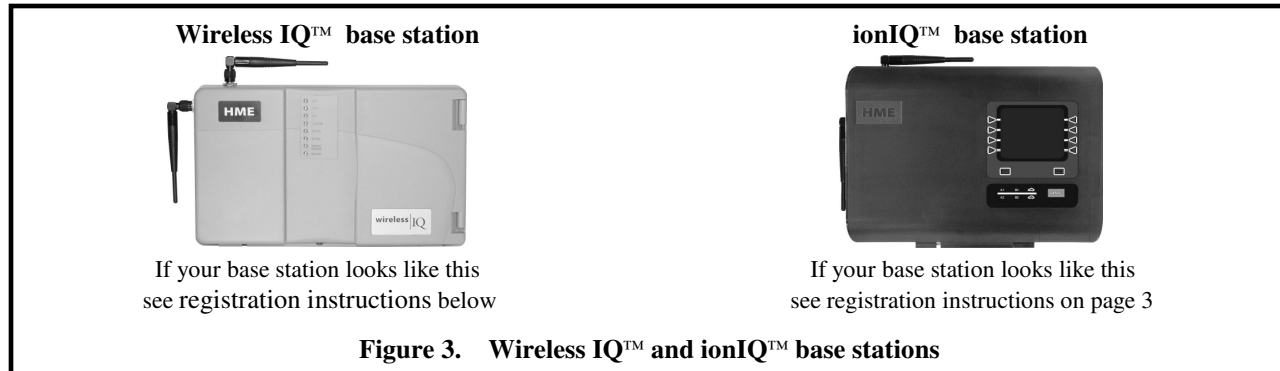 Wireless IQ™ base station
HME
wireless IQ
If your base station looks like this
see registration instructions below
ionIQ™ base station
HME
If your base station looks like this
see registration instructions on page 3
Figure 3. Wireless IQ™ and ionIQ™ base stations